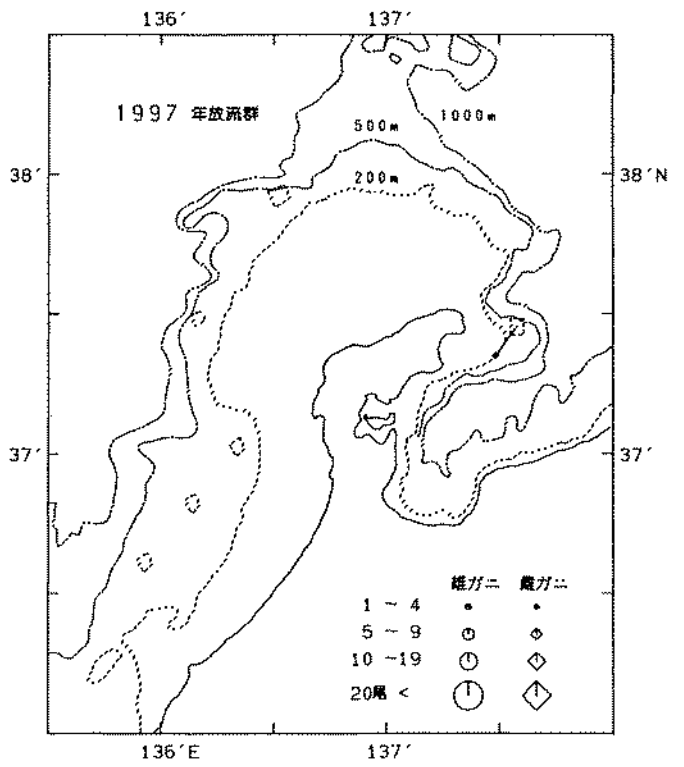 136′ 137′
1997 年放流群
1000m
500m
38′ 38′N
200m
37′ 37′
雄ガニ 雌ガニ
1 ~ 4
5 ~ 9
10 ~19
20尾 <
136′E 137′